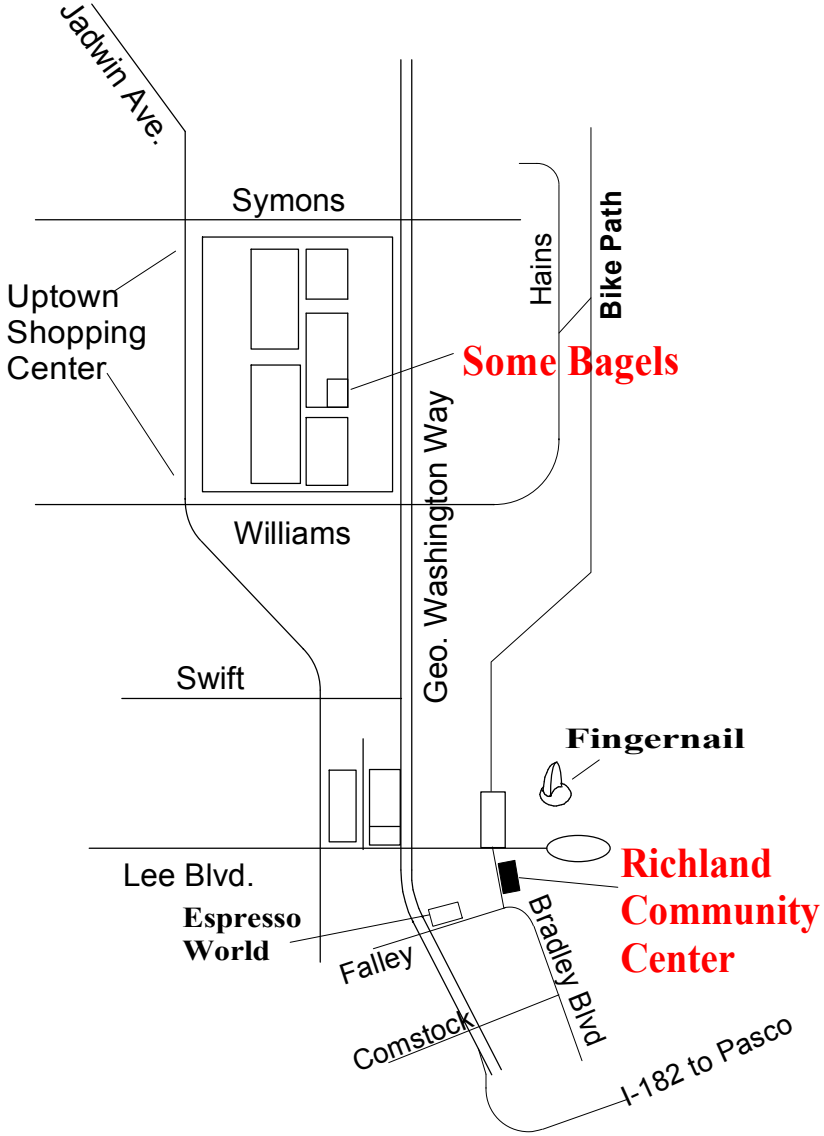 Jadwin Ave.
Symons
Hains
Bike Path
Uptown
Shopping
Center
Some Bagels
Geo. Washington Way
Williams
Swift
Fingernail
Lee Blvd.
Richland
Community
Center
Espresso
World
Bradley Blvd
Falley
Comstock
I-182 to Pasco